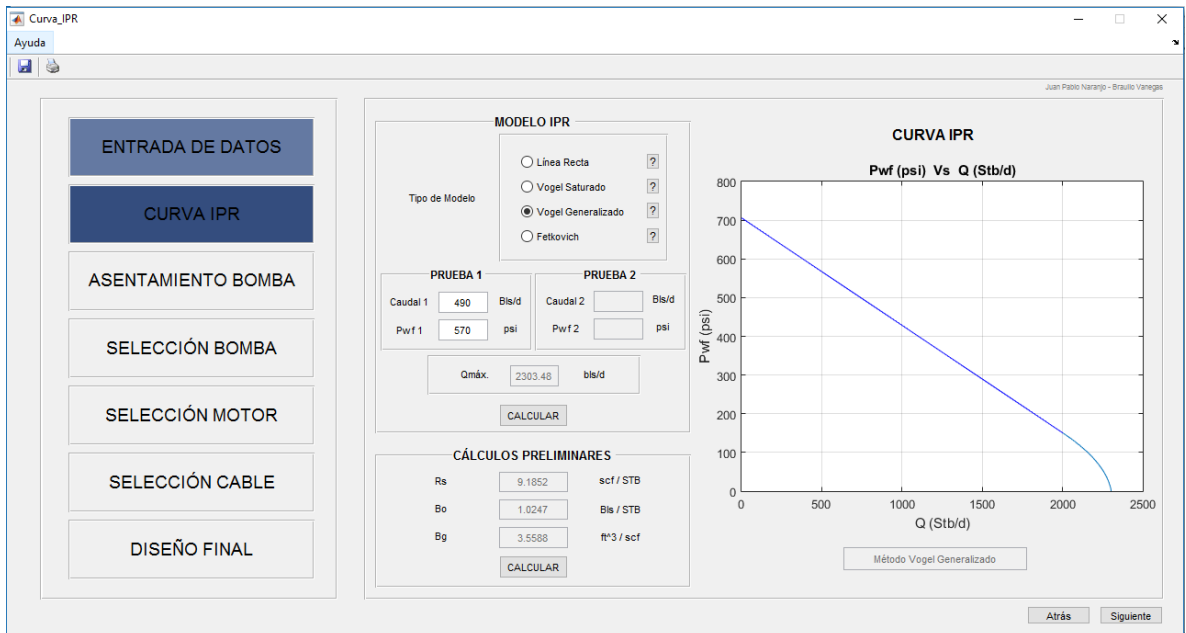 Curva_IPR
Ayuda
Juan Pablo Naranjo - Braulio Vanegas
ENTRADA DE DATOS
CURVA IPR
ASENTAMIENTO BOMBA
SELECCIÓN BOMBA
SELECCIÓN MOTOR
SELECCIÓN CABLE
DISEÑO FINAL
MODELO IPR
Tipo de Modelo
Línea Recta ?
Vogel Saturado ?
Vogel Generalizado ?
Fetkovich ?
PRUEBA 1
Caudal 1 490 Bls/d
Pwf 1 570 psi
PRUEBA 2
Caudal 2 Bls/d
Pwf 2 psi
Qmáx. 2303.48 bls/d
CALCULAR
CÁLCULOS PRELIMINARES
Rs 9.1852 scf / STB
Bo 1.0247 Bls / STB
Bg 3.5588 ft^3 / scf
CALCULAR
CURVA IPR
Pwf (psi) Vs Q (Stb/d)
Pwf (psi)
800
700
600
500
400
300
200
100
0
0 500 1000 1500 2000 2500
Q (Stb/d)
Método Vogel Generalizado
Atrás Siguiente